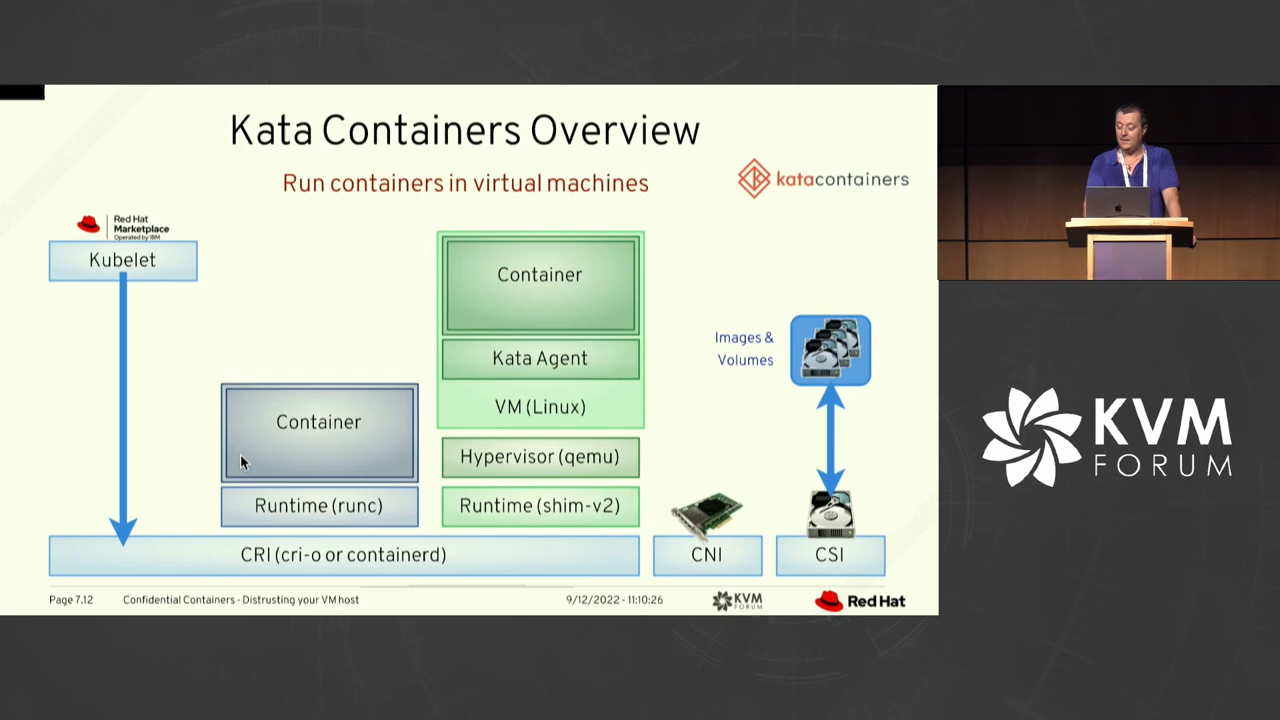 Kata Containers Overview
Run containers in virtual machines
katacontainers
Red Hat
Marketplace
Operated by IBM
Kubelet
Container
Kata Agent
VM (Linux)
Hypervisor (qemu)
Runtime (shim-v2)
Container
Runtime (runc)
Images &
Volumes
CRI (cri-o or containerd)
CNI
CSI
Page 7.12
Confidential Containers - Distrusting your VM host
9/12/2022 - 11:10:26
KVM
FORUM
Red Hat
KVM
FORUM